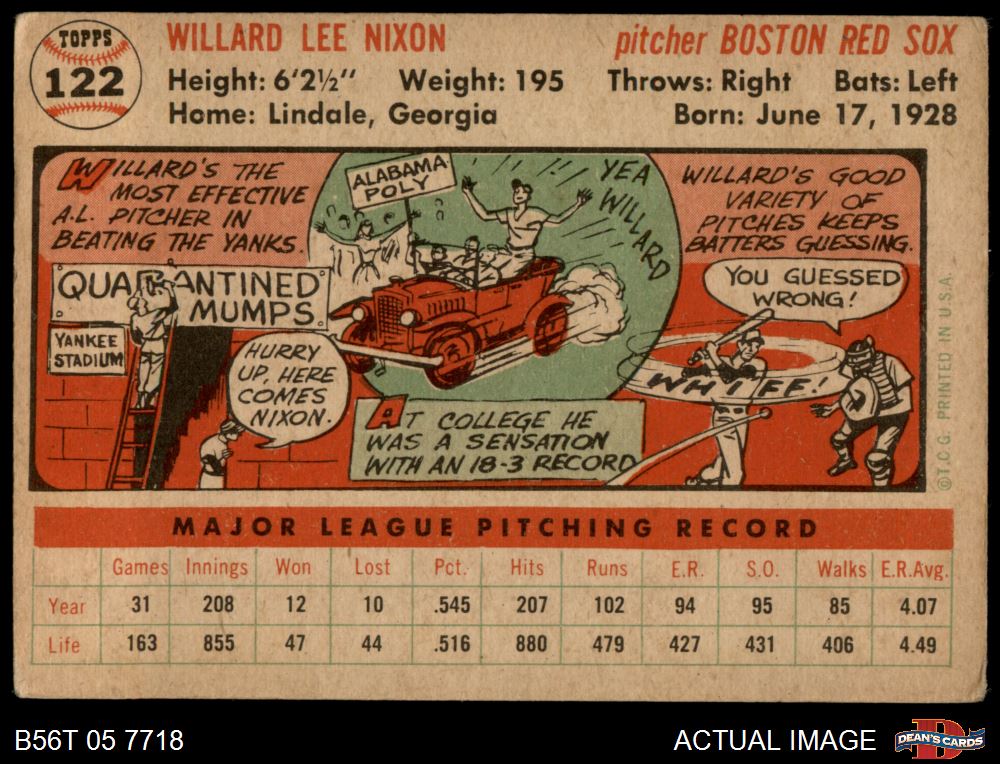 TOPPS
122
WILLARD LEE NIXON
pitcher BOSTON RED SOX
Height: 6'2½" Weight: 195 Throws: Right Bats: Left
Home: Lindale, Georgia Born: June 17, 1928
WILLARD'S THE
MOST EFFECTIVE
A.L. PITCHER IN
BEATING THE YANKS.
QUARANTINED
MUMPS.
YANKEE
STADIUM
HURRY
UP, HERE
COMES
NIXON.
ALABAMA
POLY
YEA
WILLARD
AT COLLEGE HE
WAS A SENSATION
WITH AN 18-3 RECORD
WILLARD'S GOOD
VARIETY OF
PITCHES KEEPS
BATTERS GUESSING.
YOU GUESSED
WRONG!
WHIFF!
©T.C.G. PRINTED IN U.S.A.
MAJOR LEAGUE PITCHING RECORD
Games Innings Won Lost Pct. Hits Runs E.R. S.O. Walks E.R.Avg.
Year 31 208 12 10 .545 207 102 94 95 85 4.07
Life 163 855 47 44 .516 880 479 427 431 406 4.49
B56T 05 7718
ACTUAL IMAGE
DEAN'S CARDS